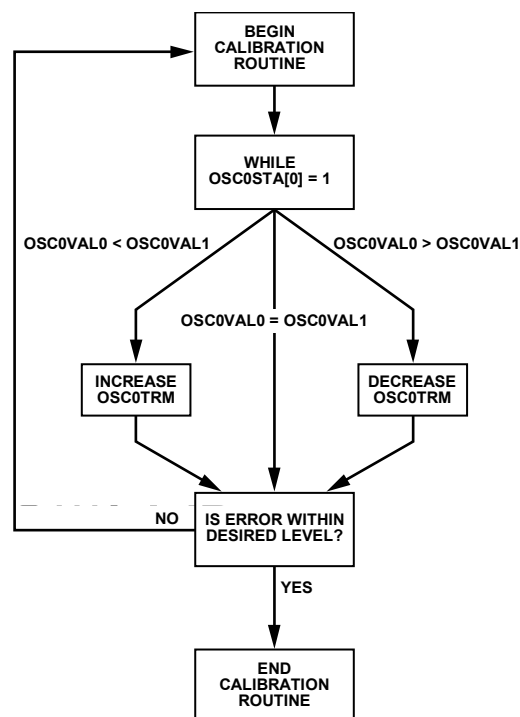 BEGIN
CALIBRATION
ROUTINE
WHILE
OSC0STA[0] = 1
OSC0VAL0 < OSC0VAL1
OSC0VAL0 > OSC0VAL1
OSC0VAL0 = OSC0VAL1
INCREASE
OSC0TRM
DECREASE
OSC0TRM
NO
IS ERROR WITHIN
DESIRED LEVEL?
YES
END
CALIBRATION
ROUTINE